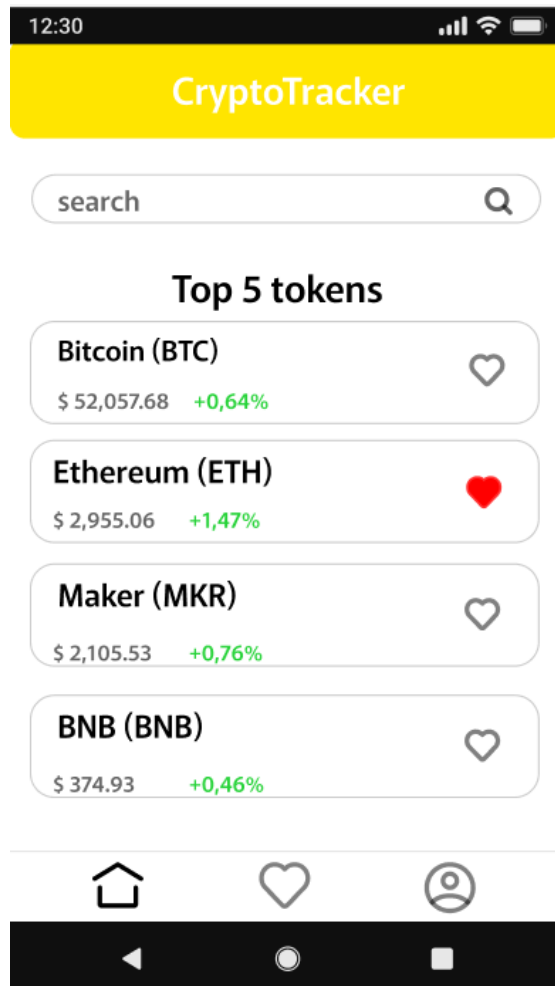 12:30
CryptoTracker
search
Top 5 tokens
Bitcoin (BTC)
$ 52,057.68 +0,64%
Ethereum (ETH)
$ 2,955.06 +1,47%
Maker (MKR)
$ 2,105.53 +0,76%
BNB (BNB)
$ 374.93 +0,46%